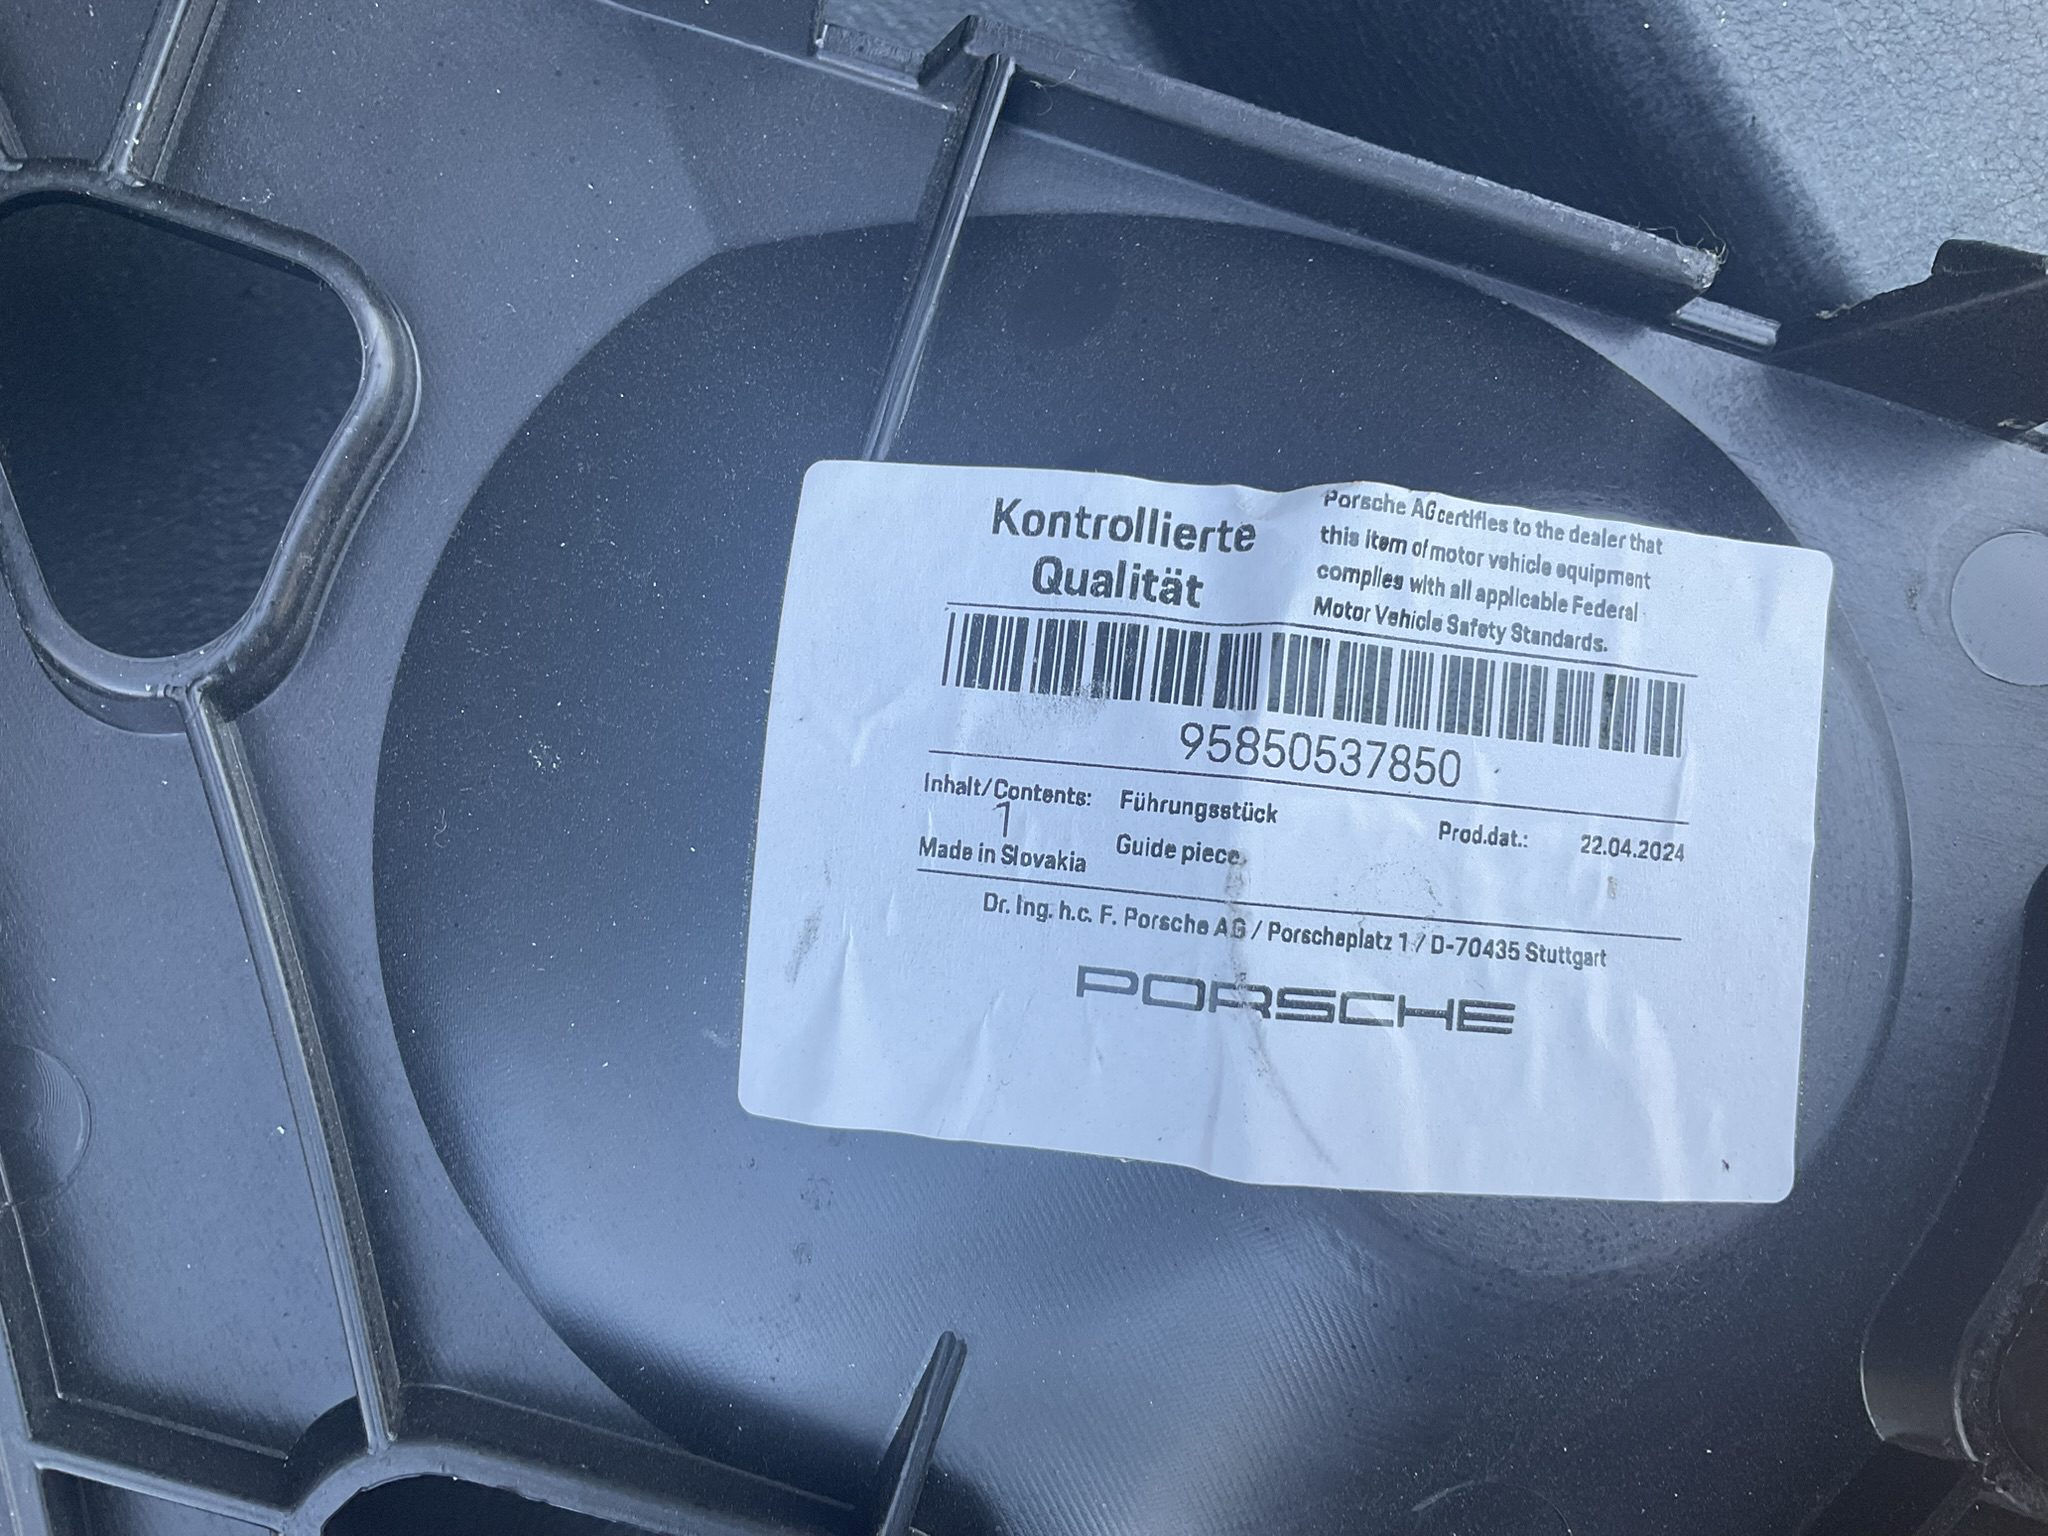 Kontrollierte
Qualität
Porsche AG certifies to the dealer that
this item of motor vehicle equipment
complies with all applicable Federal
Motor Vehicle Safety Standards.
95850537850
Inhalt/Contents: Führungsstück
1
Prod.dat.: 22.04.2024
Made in Slovakia Guide piece
Dr. Ing. h.c. F. Porsche AG / Porscheplatz 1 / D-70435 Stuttgart
PORSCHE